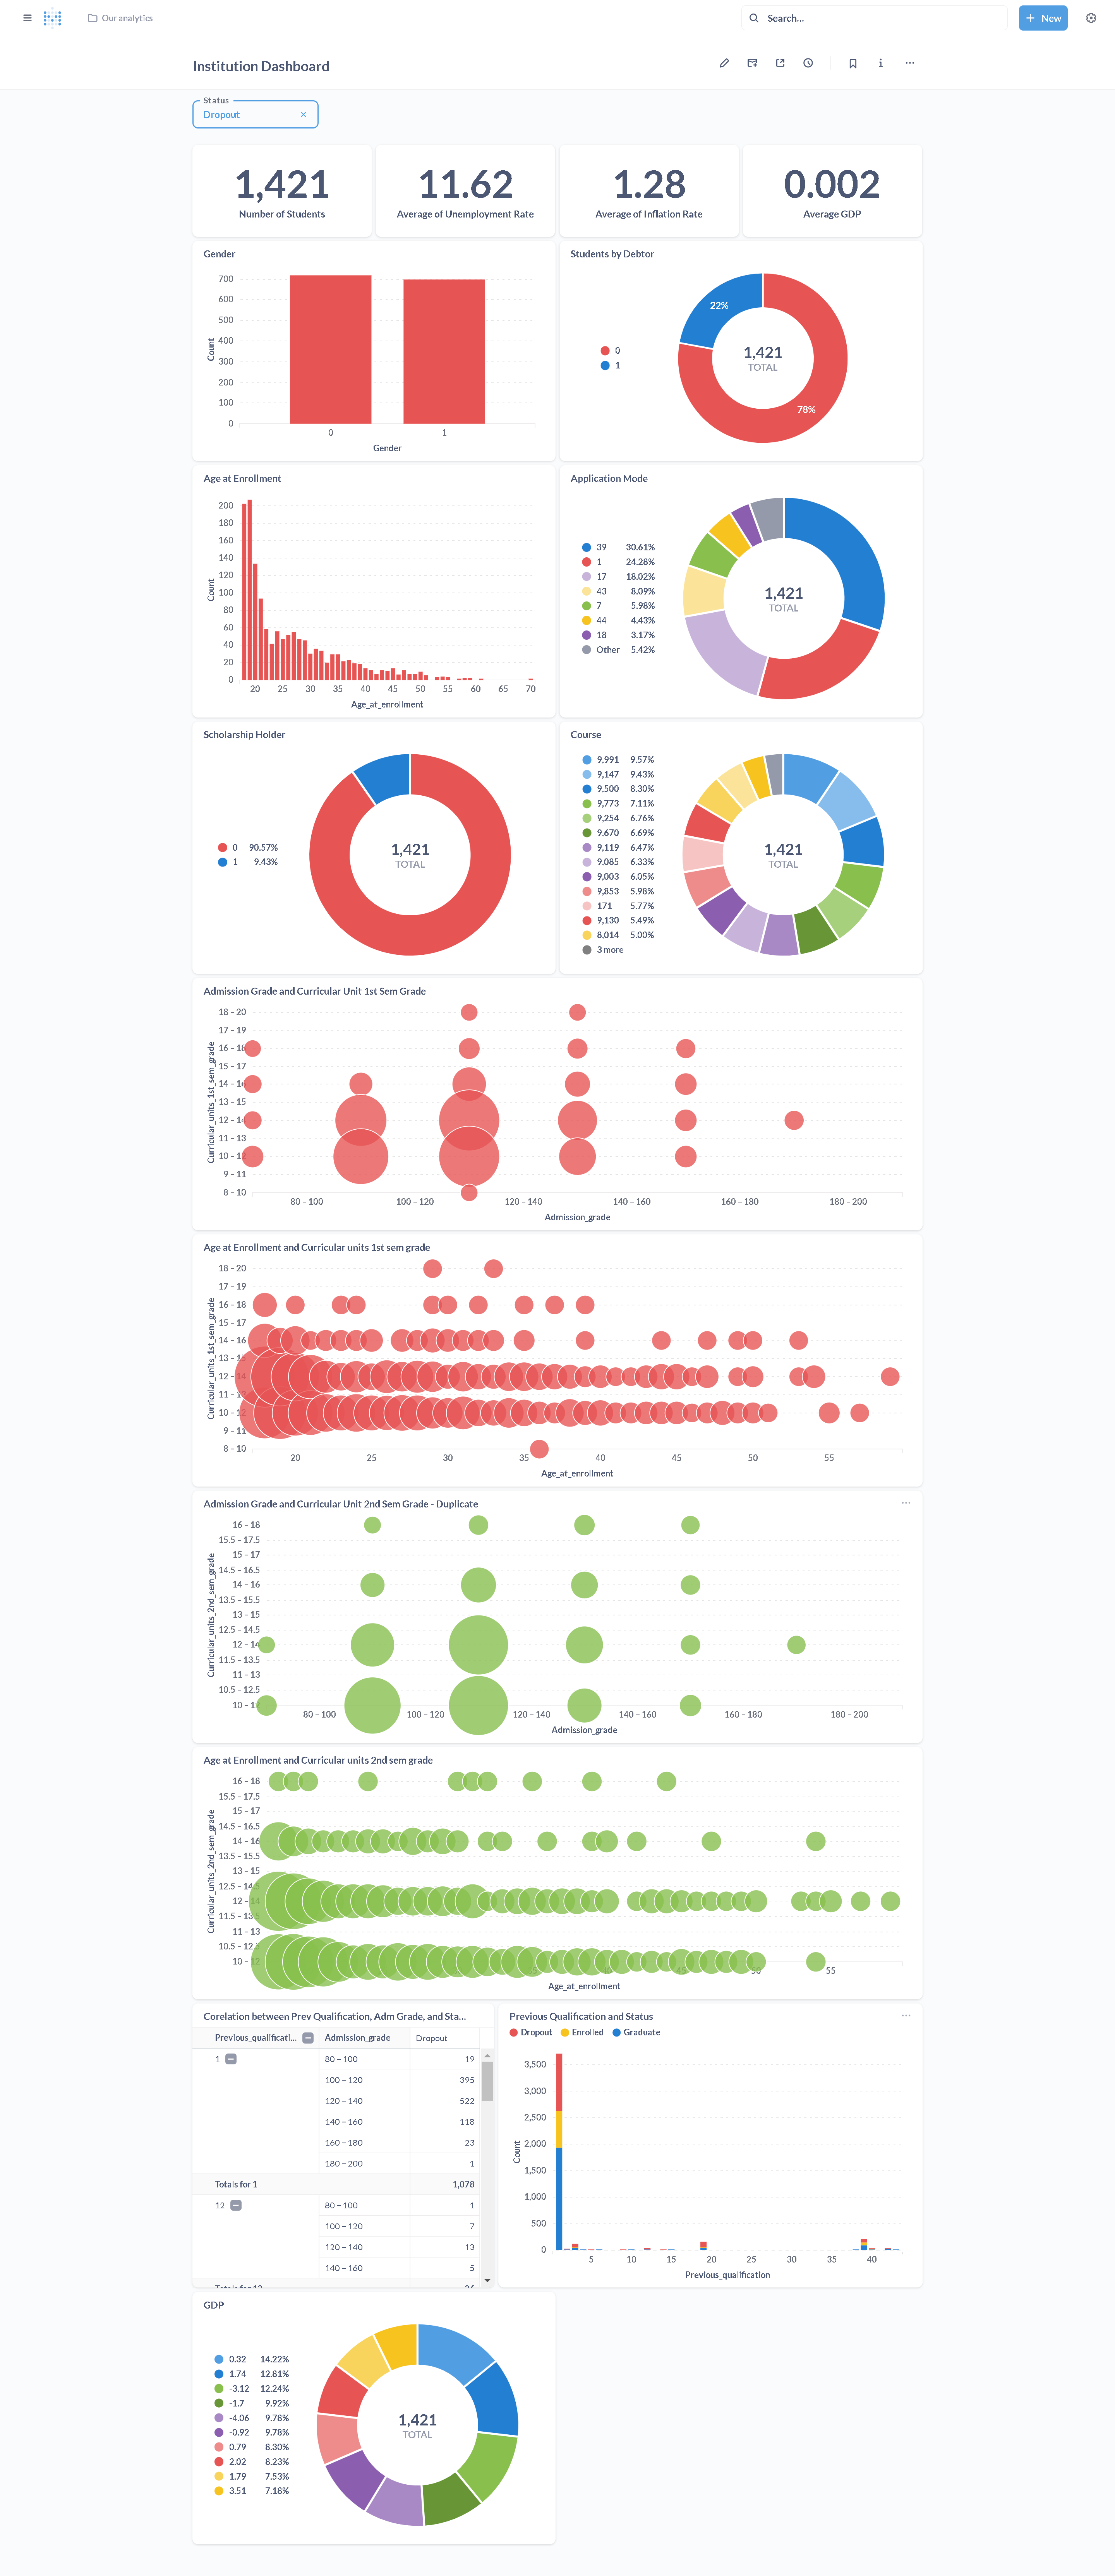 Our analytics
Search...
New
Institution Dashboard
Status
Dropout
1,421
Number of Students
11.62
Average of Unemployment Rate
1.28
Average of Inflation Rate
0.002
Average GDP
Gender
700
600
500
400
300
200
100
0
Count
0 1
Gender
Students by Debtor
0
1
22%
78%
1,421
TOTAL
Age at Enrollment
200
180
160
140
120
100
80
60
40
20
0
Count
20 25 30 35 40 45 50 55 60 65 70
Age_at_enrollment
Application Mode
39 30.61%
1 24.28%
17 18.02%
43 8.09%
7 5.98%
44 4.43%
18 3.17%
Other 5.42%
1,421
TOTAL
Scholarship Holder
0 90.57%
1 9.43%
1,421
TOTAL
Course
9,991 9.57%
9,147 9.43%
9,500 8.30%
9,773 7.11%
9,254 6.76%
9,670 6.69%
9,119 6.47%
9,085 6.33%
9,003 6.05%
9,853 5.98%
171 5.77%
9,130 5.49%
8,014 5.00%
3 more
1,421
TOTAL
Admission Grade and Curricular Unit 1st Sem Grade
18 – 20
17 – 19
16 – 18
15 – 17
14 – 16
13 – 15
12 – 14
11 – 13
10 –
9 – 11
8 – 10
Curricular_units_1st_sem_grade
80 – 100 100 – 120 120 – 140 140 – 160 160 – 180 180 – 200
Admission_grade
Age at Enrollment and Curricular units 1st sem grade
18 – 20
17 – 19
16 – 18
15 – 17
14 – 16
13 –
12 –
11 –
10 –
9 – 11
8 – 10
Curricular_units_1st_sem_grade
20 25 30 35 40 45 50 55
Age_at_enrollment
Admission Grade and Curricular Unit 2nd Sem Grade - Duplicate
16 – 18
15.5 – 17.5
15 – 17
14.5 – 16.5
14 – 16
13.5 – 15.5
13 – 15
12.5 – 14.5
12 – 14
11.5 – 13.5
11 – 13
10.5 – 12.5
10 –
Curricular_units_2nd_sem_grade
80 – 100 100 – 120 120 – 140 140 – 160 160 – 180 180 – 200
Admission_grade
Age at Enrollment and Curricular units 2nd sem grade
16 – 18
15.5 – 17.5
15 – 17
14.5 – 16.5
14 – 16
13.5 – 15.5
13 – 15
12.5 – 14.5
12 –
11.5 – 13.5
11 – 13
10.5 – 12
10 –
Curricular_units_2nd_sem_grade
55
Age_at_enrollment
Corelation between Prev Qualification, Adm Grade, and Sta...
Previous_qualificati... Admission_grade Dropout
1 80 – 100 19
100 – 120 395
120 – 140 522
140 – 160 118
160 – 180 23
180 – 200 1
Totals for 1 1,078
12 80 – 100 1
100 – 120 7
120 – 140 13
140 – 160 5
Previous Qualification and Status
Dropout Enrolled Graduate
3,500
3,000
2,500
2,000
1,500
1,000
500
0
Count
5 10 15 20 25 30 35 40
Previous_qualification
GDP
0.32 14.22%
1.74 12.81%
-3.12 12.24%
-1.7 9.92%
-4.06 9.78%
-0.92 9.78%
0.79 8.30%
2.02 8.23%
1.79 7.53%
3.51 7.18%
1,421
TOTAL